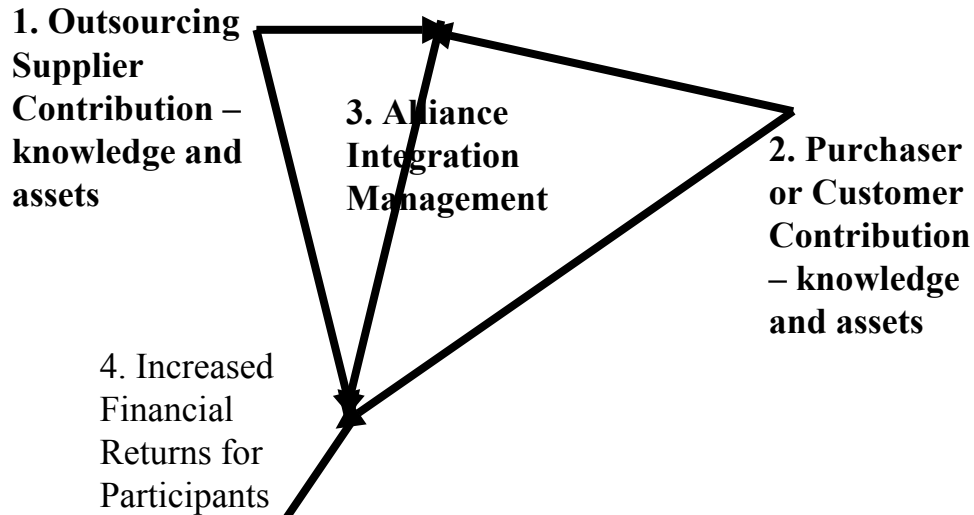 1. Outsourcing
Supplier
Contribution –
knowledge and
assets
3. Alliance
Integration
Management
2. Purchaser
or Customer
Contribution
– knowledge
and assets
4. Increased
Financial
Returns for
Participants